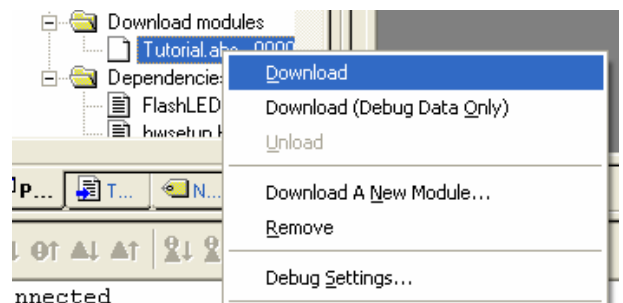 Download modules
Tutorial.abs
Dependencies
FlashLED
hwsetup.h
Download
Download (Debug Data Only)
Unload
Download A New Module...
Remove
Debug Settings...
P...
T...
N...
nnected